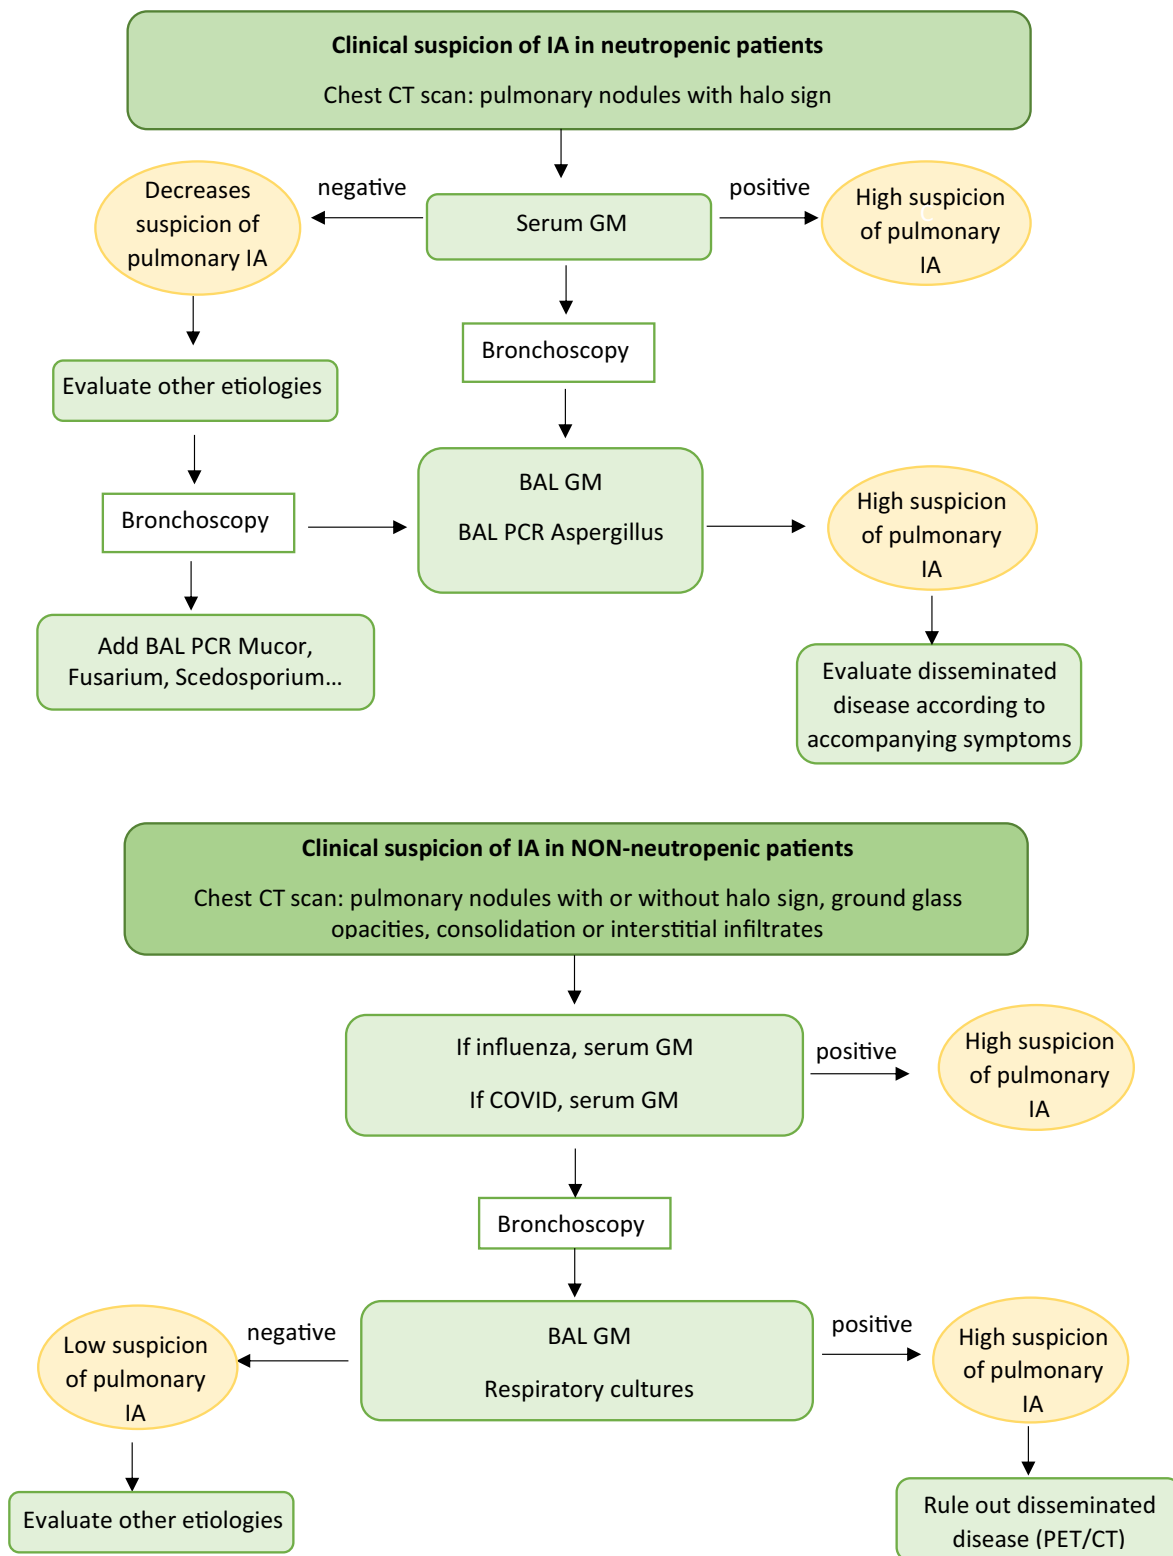 Clinical suspicion of IA in neutropenic patients
Chest CT scan: pulmonary nodules with halo sign
Decreases
suspicion of
pulmonary IA
negative
Serum GM
positive
High suspicion
of pulmonary
IA
Bronchoscopy
Evaluate other etiologies
BAL GM
BAL PCR Aspergillus
High suspicion
of pulmonary
IA
Bronchoscopy
Add BAL PCR Mucor,
Fusarium, Scedosporium...
Evaluate disseminated
disease according to
accompanying symptoms
Clinical suspicion of IA in NON-neutropenic patients
Chest CT scan: pulmonary nodules with or without halo sign, ground glass
opacities, consolidation or interstitial infiltrates
If influenza, serum GM
If COVID, serum GM
positive
High suspicion
of pulmonary
IA
Bronchoscopy
Low suspicion
of pulmonary
IA
negative
BAL GM
Respiratory cultures
positive
High suspicion
of pulmonary
IA
Evaluate other etiologies
Rule out disseminated
disease (PET/CT)